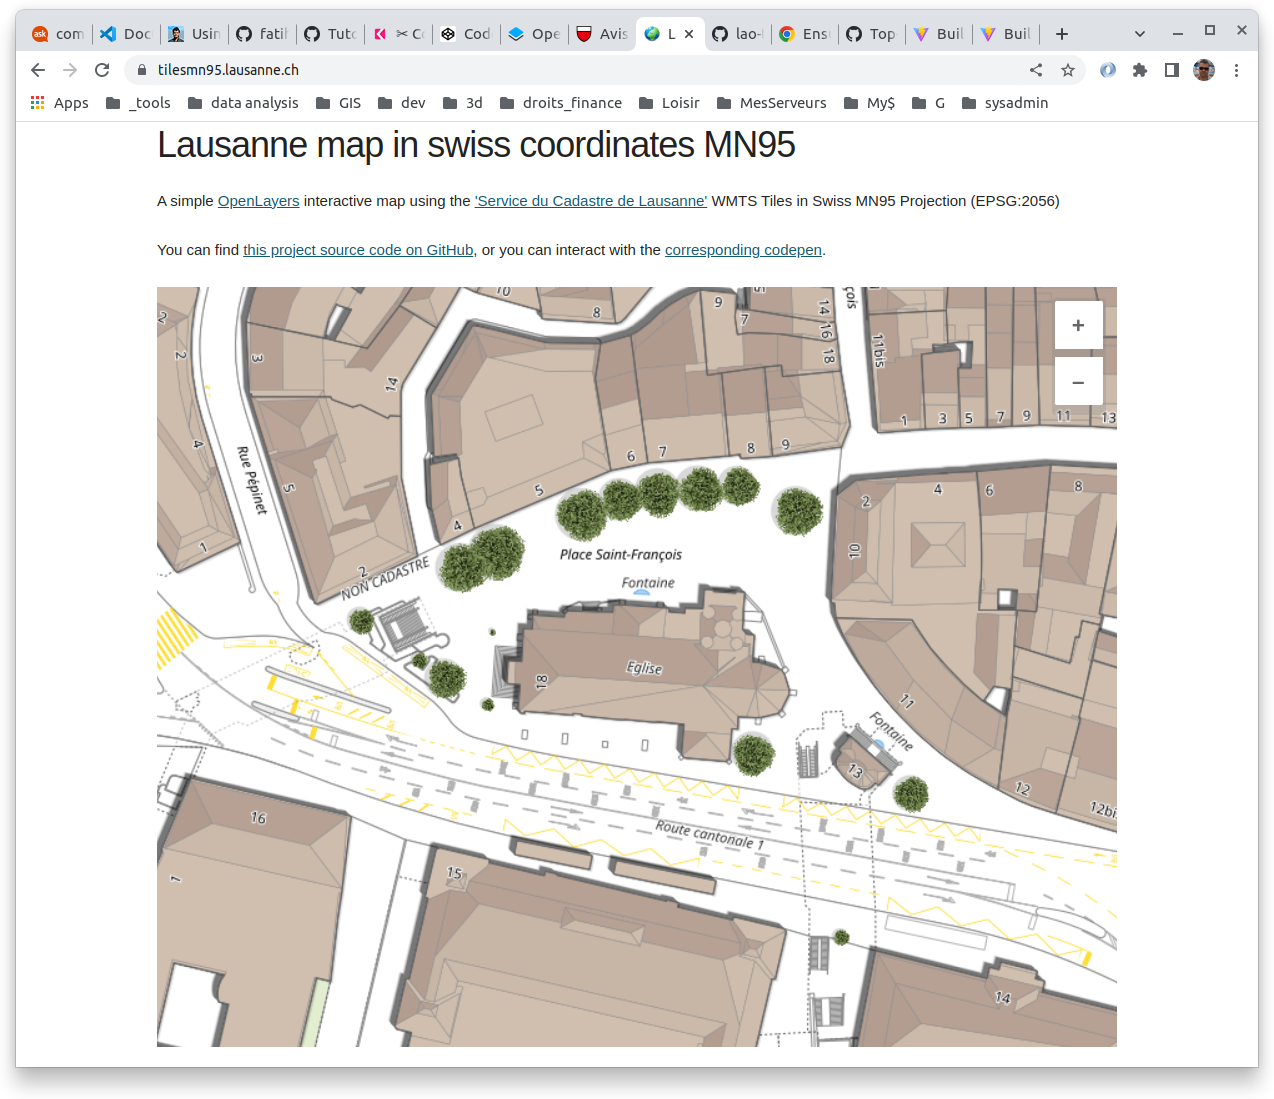 com
Doc
Usin
fatih
Tuto
Cod
Ope
Avis
L
lao-
Ensu
Top-
Buil
Buil
tilesmn95.lausanne.ch
Apps _tools data analysis GIS dev 3d droits_finance Loisir MesServeurs My$ G sysadmin
Lausanne map in swiss coordinates MN95
A simple OpenLayers interactive map using the 'Service du Cadastre de Lausanne' WMTS Tiles in Swiss MN95 Projection (EPSG:2056)
You can find this project source code on GitHub, or you can interact with the corresponding codepen.
+
−
2
10
8
9
7
14
16
18
11bis
2
3
14
1
3
5
7
9
11
13
4
Rue Pépinet
5
6
7
8
9
5
4
2
4
6
8
10
1
2
NON CADASTRE
Place Saint-François
Fontaine
Eglise
18
11
Fontaine
13
12
12bis
16
Route cantonale 1
1
15
14